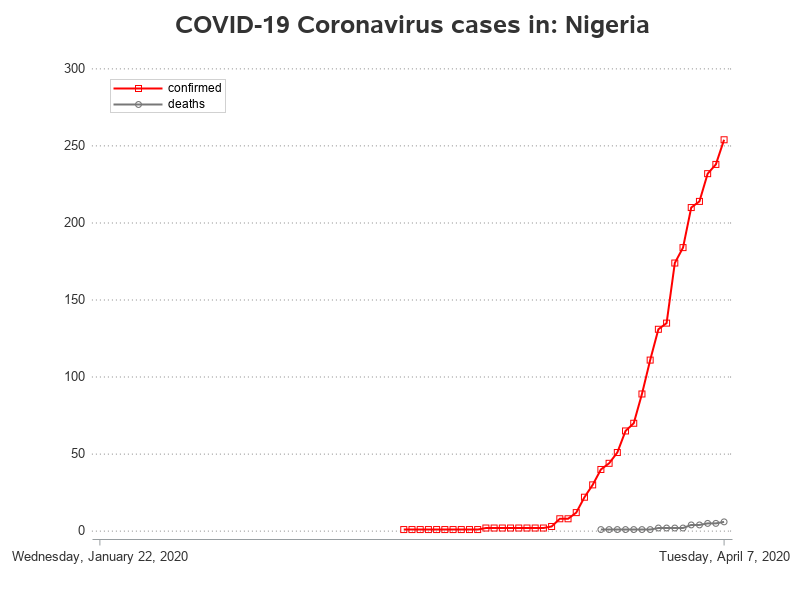 COVID-19 Coronavirus cases in: Nigeria
300
confirmed
deaths
250
200
150
100
50
0
Wednesday, January 22, 2020
Tuesday, April 7, 2020